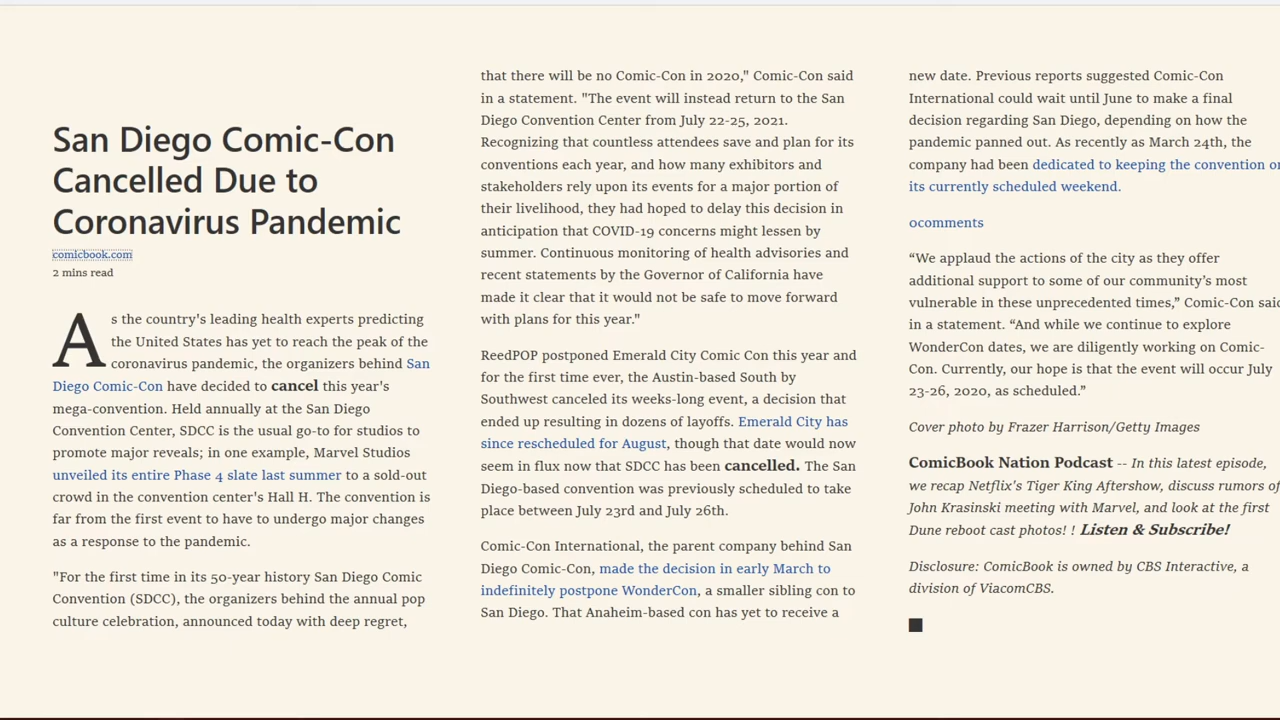 San Diego Comic-Con
Cancelled Due to
Coronavirus Pandemic
comicbook.com
2 mins read
As the country's leading health experts predicting
the United States has yet to reach the peak of the
coronavirus pandemic, the organizers behind San
Diego Comic-Con have decided to cancel this year's
mega-convention. Held annually at the San Diego
Convention Center, SDCC is the usual go-to for studios to
promote major reveals; in one example, Marvel Studios
unveiled its entire Phase 4 slate last summer to a sold-out
crowd in the convention center's Hall H. The convention is
far from the first event to have to undergo major changes
as a response to the pandemic.
"For the first time in its 50-year history San Diego Comic
Convention (SDCC), the organizers behind the annual pop
culture celebration, announced today with deep regret,
that there will be no Comic-Con in 2020," Comic-Con said
in a statement. "The event will instead return to the San
Diego Convention Center from July 22-25, 2021.
Recognizing that countless attendees save and plan for its
conventions each year, and how many exhibitors and
stakeholders rely upon its events for a major portion of
their livelihood, they had hoped to delay this decision in
anticipation that COVID-19 concerns might lessen by
summer. Continuous monitoring of health advisories and
recent statements by the Governor of California have
made it clear that it would not be safe to move forward
with plans for this year."
ReedPOP postponed Emerald City Comic Con this year and
for the first time ever, the Austin-based South by
Southwest canceled its weeks-long event, a decision that
ended up resulting in dozens of layoffs. Emerald City has
since rescheduled for August, though that date would now
seem in flux now that SDCC has been cancelled. The San
Diego-based convention was previously scheduled to take
place between July 23rd and July 26th.
Comic-Con International, the parent company behind San
Diego Comic-Con, made the decision in early March to
indefinitely postpone WonderCon, a smaller sibling con to
San Diego. That Anaheim-based con has yet to receive a
new date. Previous reports suggested Comic-Con
International could wait until June to make a final
decision regarding San Diego, depending on how the
pandemic panned out. As recently as March 24th, the
company had been dedicated to keeping the convention on
its currently scheduled weekend.
0comments
“We applaud the actions of the city as they offer
additional support to some of our community’s most
vulnerable in these unprecedented times,” Comic-Con said
in a statement. “And while we continue to explore
WonderCon dates, we are diligently working on Comic-
Con. Currently, our hope is that the event will occur July
23-26, 2020, as scheduled.”
Cover photo by Frazer Harrison/Getty Images
ComicBook Nation Podcast -- In this latest episode,
we recap Netflix's Tiger King Aftershow, discuss rumors of
John Krasinski meeting with Marvel, and look at the first
Dune reboot cast photos! ! Listen & Subscribe!
Disclosure: ComicBook is owned by CBS Interactive, a
division of ViacomCBS.